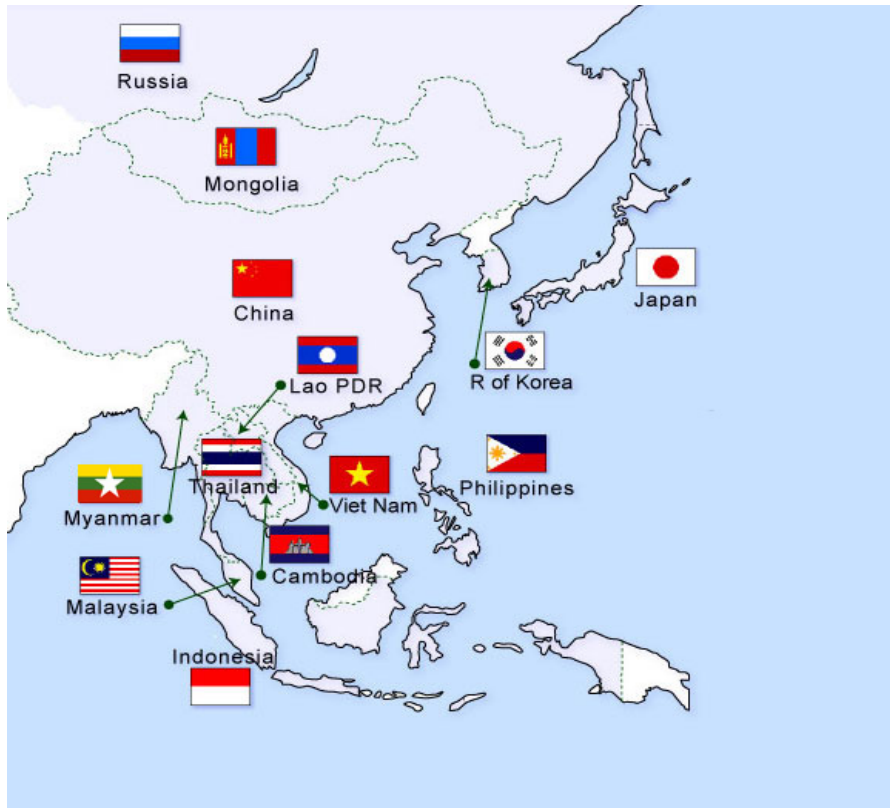 Russia
Mongolia
China
Japan
Lao PDR
R of Korea
Thailand
Philippines
Viet Nam
Myanmar
Cambodia
Malaysia
Indonesia